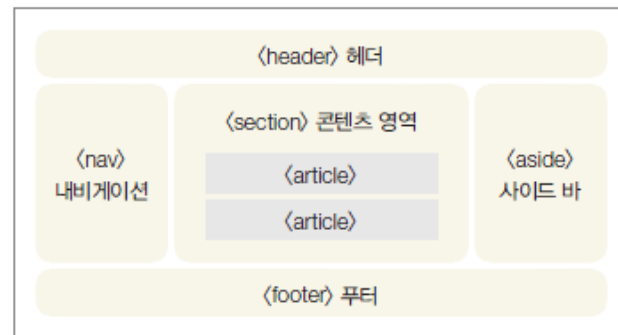 〈header〉 헤더
〈nav〉
내비게이션
〈section〉 콘텐츠 영역
〈article〉
〈article〉
〈aside〉
사이드 바
〈footer〉 푸터